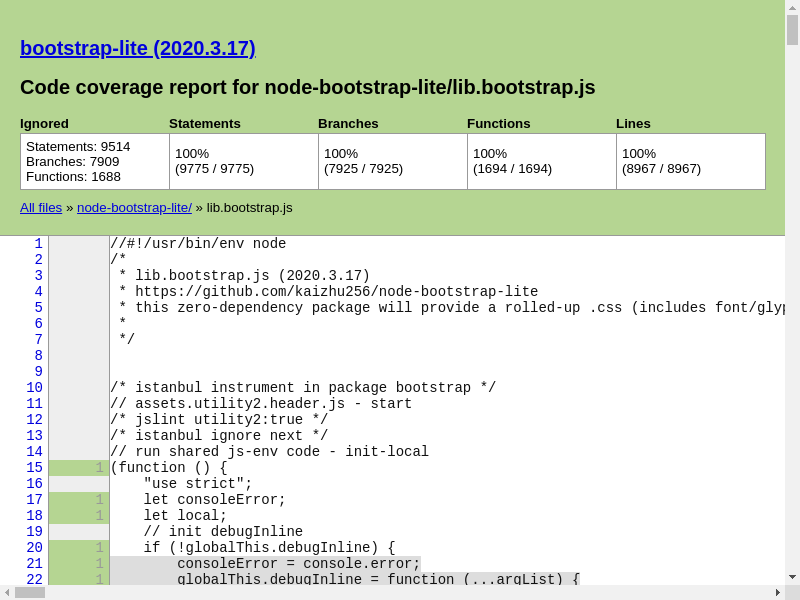 bootstrap-lite (2020.3.17)
Code coverage report for node-bootstrap-lite/lib.bootstrap.js
Ignored Statements Branches Functions Lines
Statements: 9514
Branches: 7909
Functions: 1688
100%
(9775 / 9775)
100%
(7925 / 7925)
100%
(1694 / 1694)
100%
(8967 / 8967)
All files » node-bootstrap-lite/ » lib.bootstrap.js
1 //#!/usr/bin/env node
2 /*
3  * lib.bootstrap.js (2020.3.17)
4  * https://github.com/kaizhu256/node-bootstrap-lite
5  * this zero-dependency package will provide a rolled-up .css (includes font/gly
6  *
7  */
8
9
10 /* istanbul instrument in package bootstrap */
11 // assets.utility2.header.js - start
12 /* jslint utility2:true */
13 /* istanbul ignore next */
14 // run shared js-env code - init-local
15 1 (function () {
16     "use strict";
17 1     let consoleError;
18 1     let local;
19     // init debugInline
20 1     if (!globalThis.debugInline) {
21 1         consoleError = console.error;
22 1         globalThis.debugInline = function (...argList) {